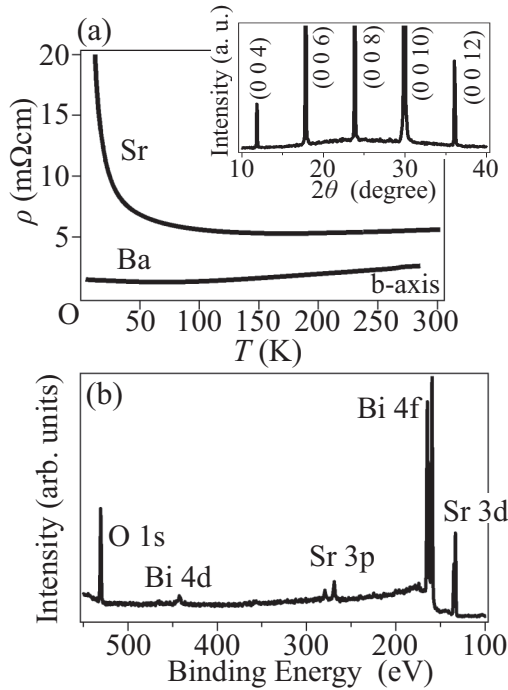 (a)
ρ (mΩcm)
20
15
10
5
O
Sr
Ba
b-axis
50 100 150 200 250 300
T (K)
Intensity (a. u.)
(0 0 4)
(0 0 6)
(0 0 8)
(0 0 10)
(0 0 12)
10 20 30 40
2θ (degree)
(b)
Intensity (arb. units)
Bi 4f
Sr 3d
O 1s
Bi 4d
Sr 3p
500 400 300 200 100
Binding Energy (eV)